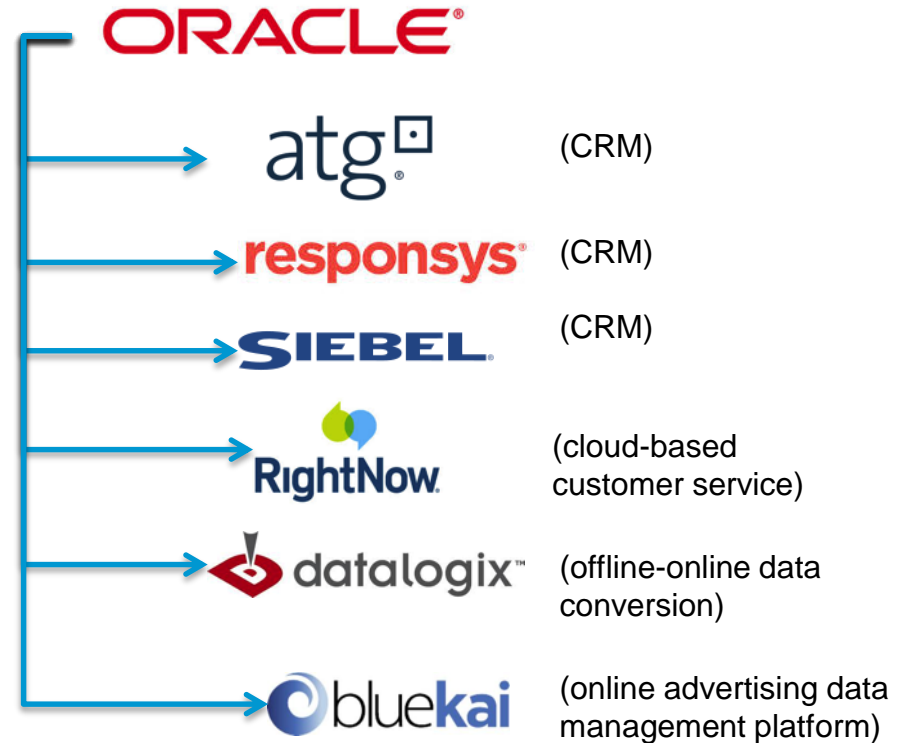 ORACLE®
atg® (CRM)
responsys® (CRM)
SIEBEL® (CRM)
RightNow®
(cloud-based
customer service)
datalogix™
(offline-online data
conversion)
bluekai
(online advertising data
management platform)